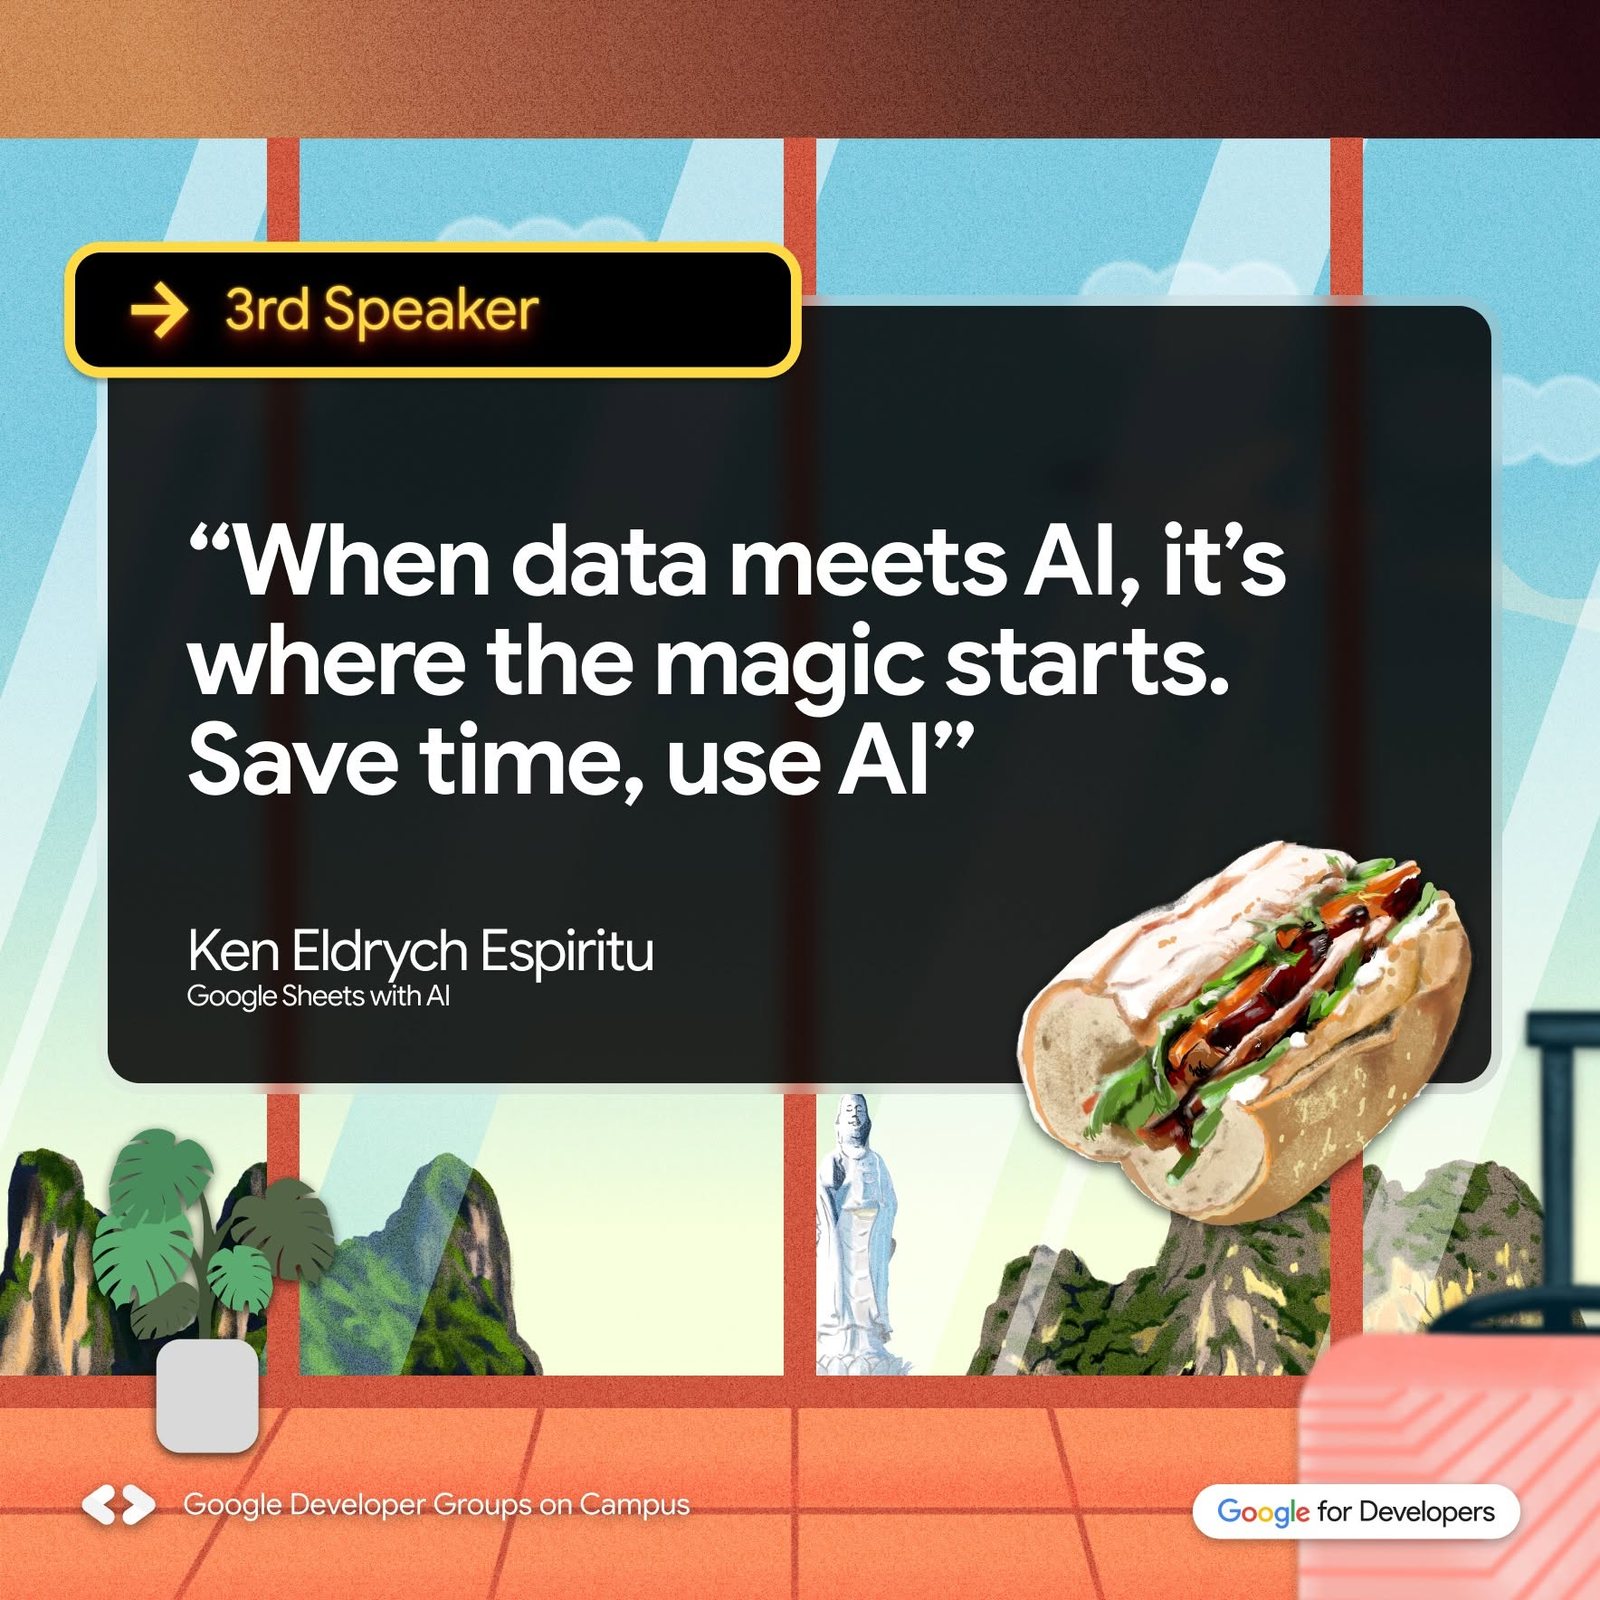 → 3rd Speaker
“When data meets AI, it’s
where the magic starts.
Save time, use AI”
Ken Eldrych Espiritu
Google Sheets with AI
Google Developer Groups on Campus
Google for Developers